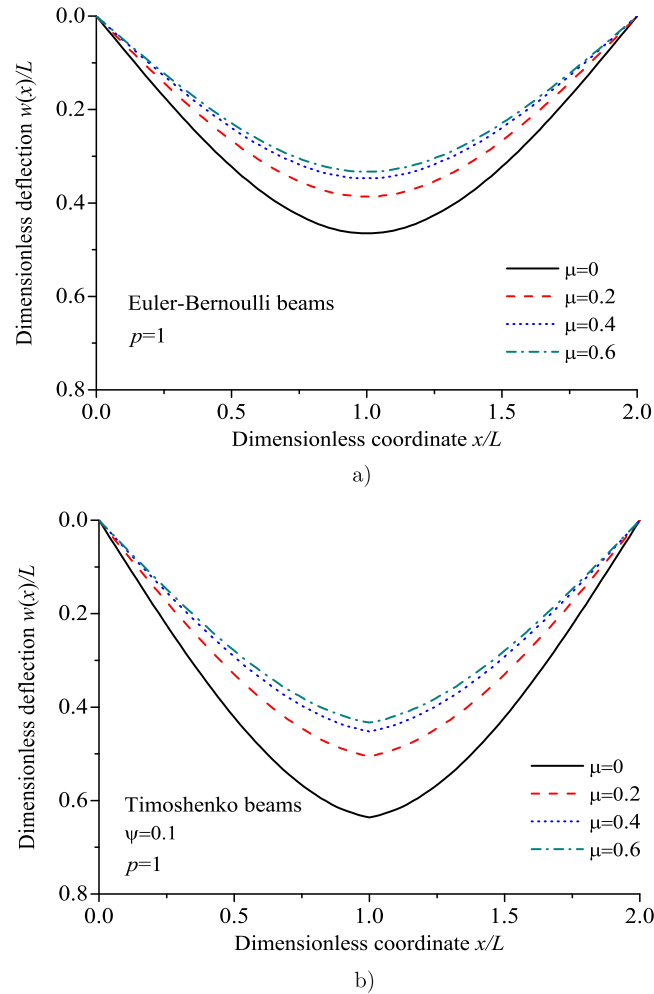 0.0
0.2
0.4
0.6
0.8
Dimensionless deflection w(x)/L
Euler-Bernoulli beams
p=1
μ=0
μ=0.2
μ=0.4
μ=0.6
0.0 0.5 1.0 1.5 2.0
Dimensionless coordinate x/L
a)
0.0
0.2
0.4
0.6
0.8
Dimensionless deflection w(x)/L
Timoshenko beams
ψ=0.1
p=1
μ=0
μ=0.2
μ=0.4
μ=0.6
0.0 0.5 1.0 1.5 2.0
Dimensionless coordinate x/L
b)